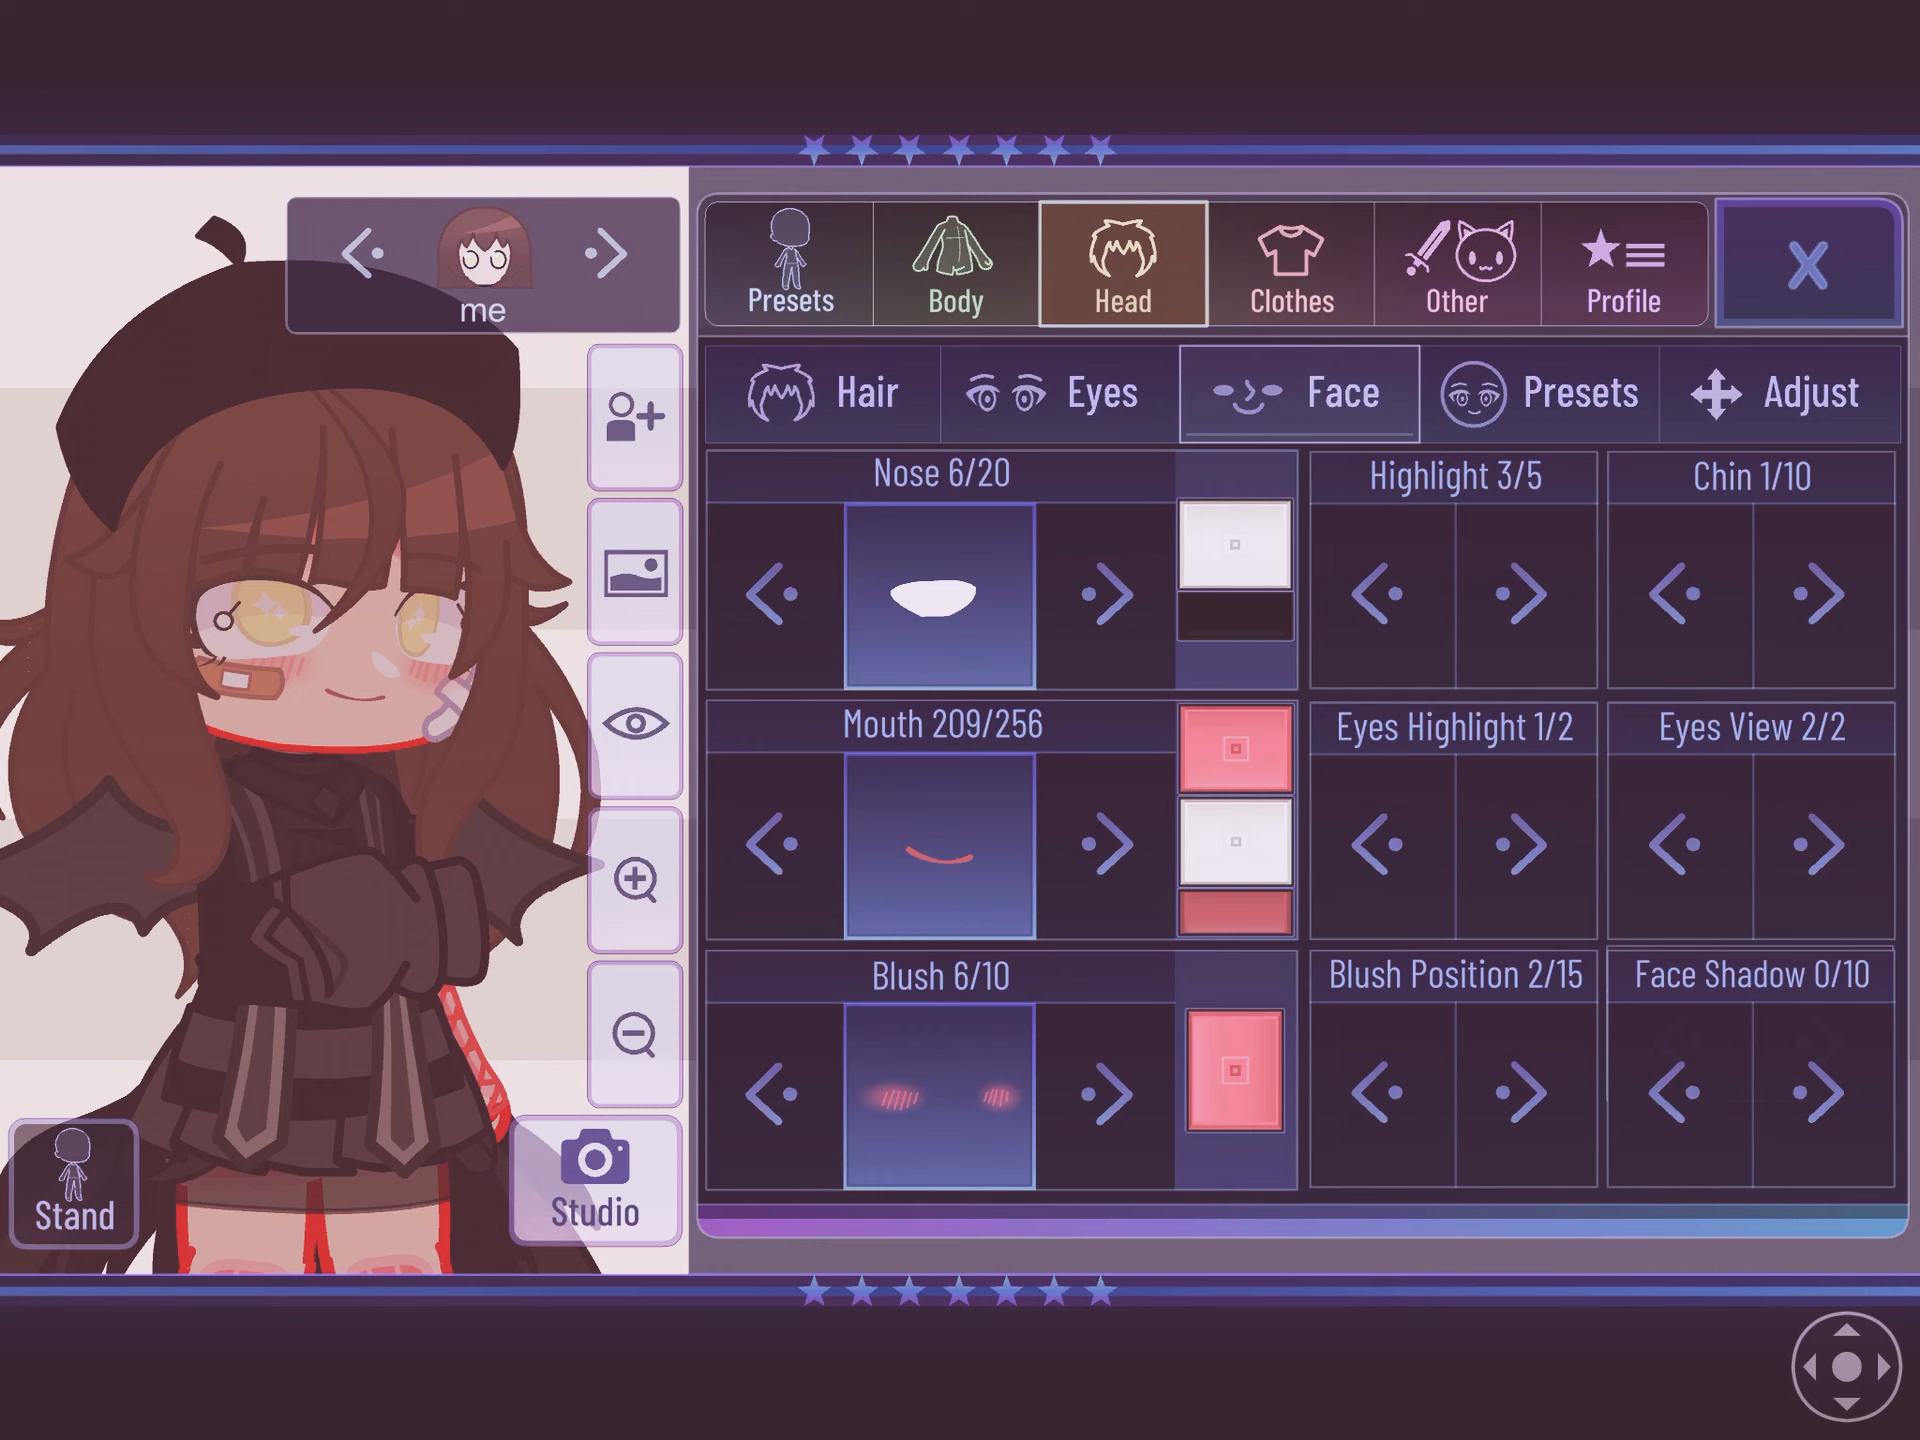 me
Presets
Body
Head
Clothes
Other
Profile
X
Hair
Eyes
Face
Presets
Adjust
Nose 6/20
Highlight 3/5
Chin 1/10
Mouth 209/256
Eyes Highlight 1/2
Eyes View 2/2
Blush 6/10
Blush Position 2/15
Face Shadow 0/10
Stand
Studio